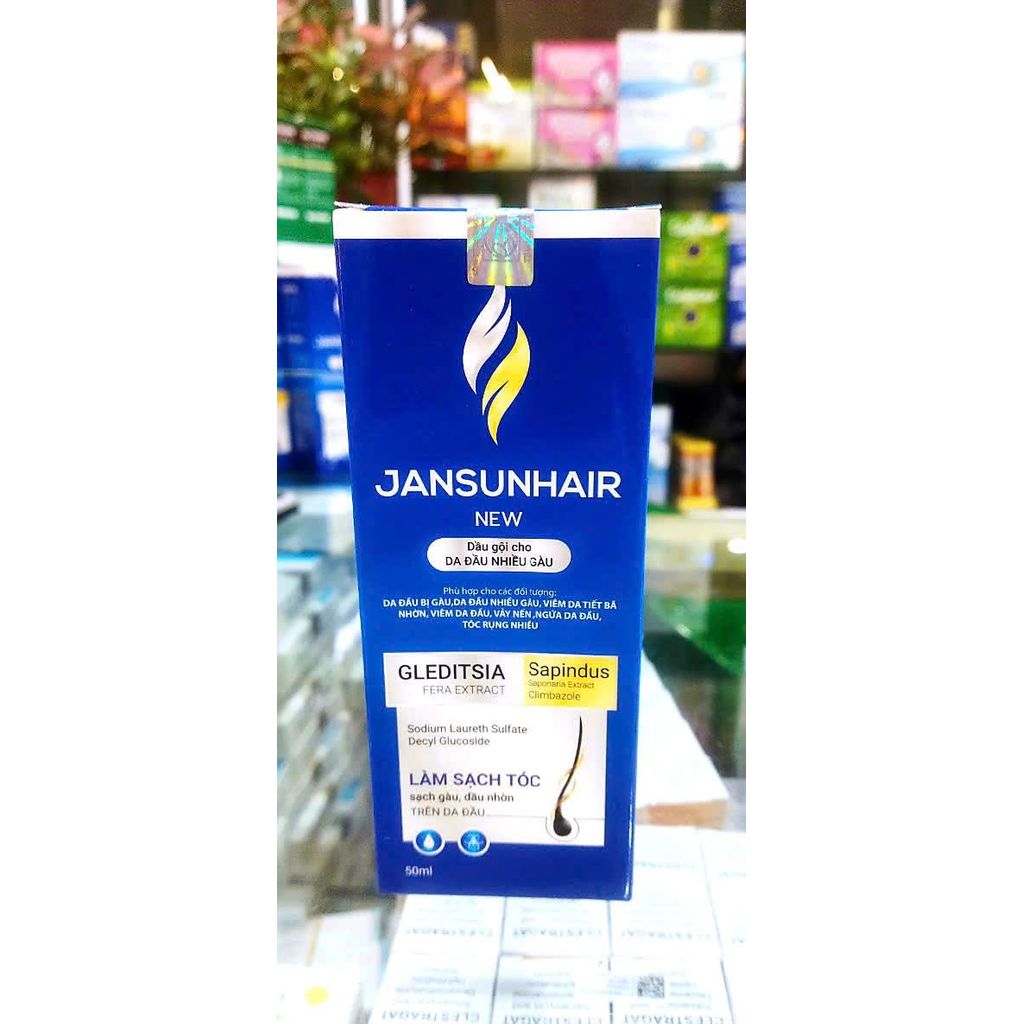 JANSUNHAIR
NEW
Dầu gội cho
DA ĐẦU NHIỀU GÀU
Phù hợp cho các đối tượng:
DA ĐẦU BỊ GÀU,DA ĐẦU NHIỀU GÀU, VIÊM DA TIẾT BÃ
NHỜN, VIÊM DA ĐẦU, VẢY NẾN ,NGỨA DA ĐẦU,
TÓC RỤNG NHIỀU
GLEDITSIA
FERA EXTRACT
Sapindus
Saponaria Extract
Climbazole
Sodium Laureth Sulfate
Decyl Glucoside
LÀM SẠCH TÓC
sạch gàu, dầu nhờn
TRÊN DA ĐẦU
50ml
CLESTRAGAT
CLESTRAGAT
CLESTRAGAT